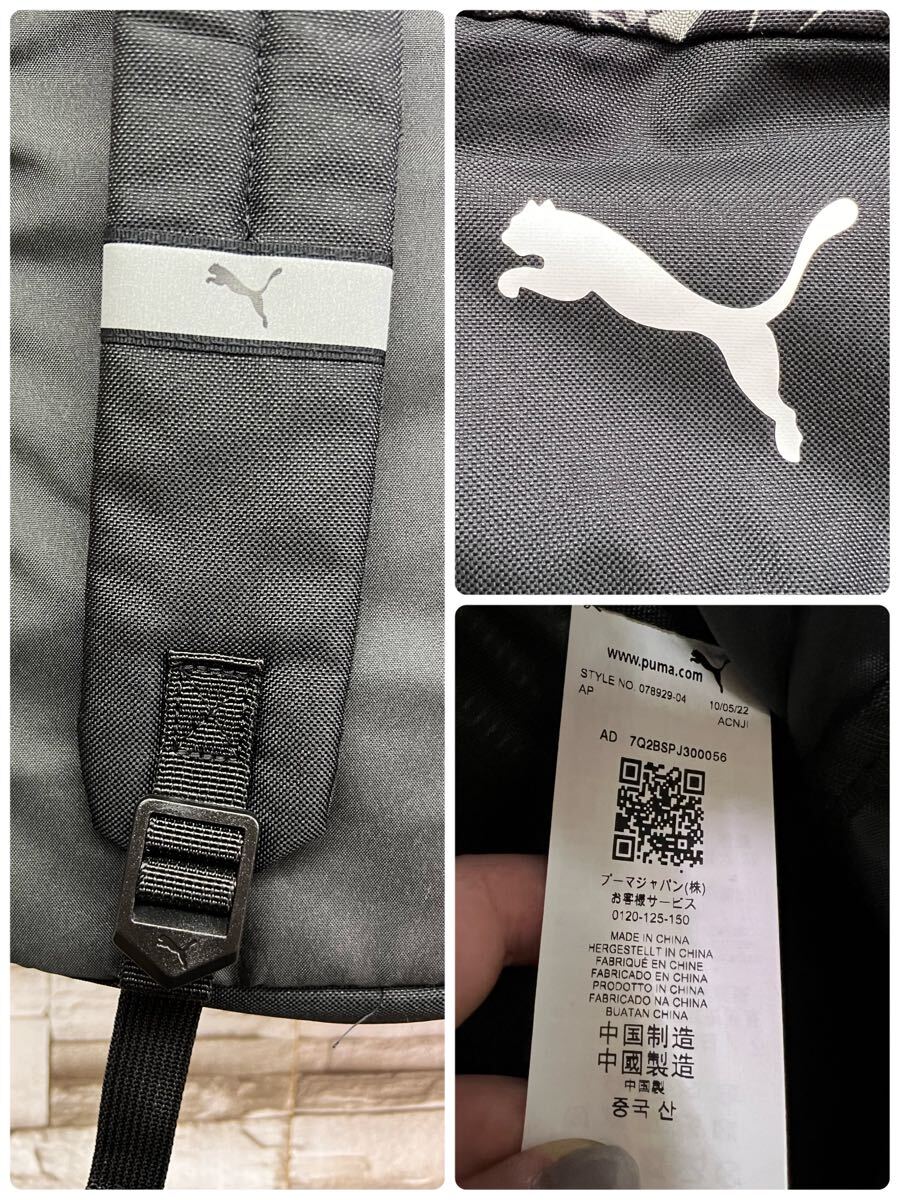 www.puma.com
STYLE NO. 078929-04 10/05/22
AP ACNJI
AD 7Q2BSPJ300056
プーマジャパン(株)
お客様サービス
0120-125-150
MADE IN CHINA
HERGESTELLT IN CHINA
FABRIQUÉ EN CHINE
FABRICADO EN CHINA
PRODOTTO IN CHINA
FABRICADO NA CHINA
BUATAN CHINA
中国制造
中國製造
中国製
중국 산